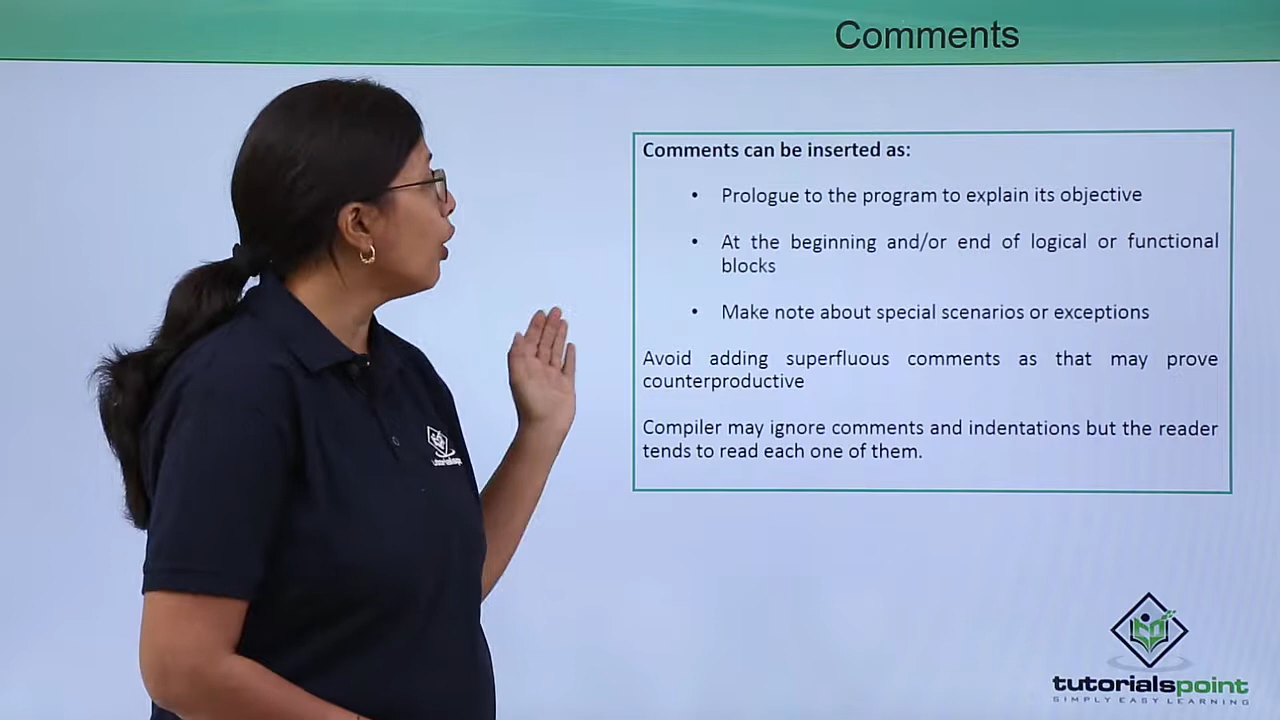 Comments
Comments can be inserted as:
• Prologue to the program to explain its objective
• At the beginning and/or end of logical or functional
blocks
• Make note about special scenarios or exceptions
Avoid adding superfluous comments as that may prove
counterproductive
Compiler may ignore comments and indentations but the reader
tends to read each one of them.
tutorialspoint
SIMPLY EASY LEARNING